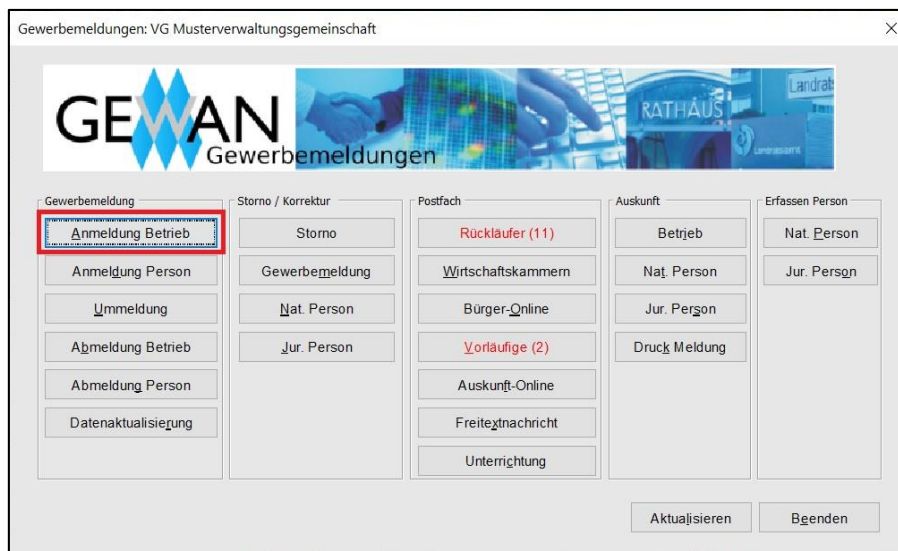 Gewerbemeldungen: VG Musterverwaltungsgemeinschaft
GEWAN
Gewerbemeldungen
RATHAUS
Landrats
Landratsamt
Gewerbemeldung
Anmeldung Betrieb
Anmeldung Person
Ummeldung
Abmeldung Betrieb
Abmeldung Person
Datenaktualisierung
Storno / Korrektur
Storno
Gewerbemeldung
Nat. Person
Jur. Person
Postfach
Rückläufer (11)
Wirtschaftskammern
Bürger-Online
Vorläufige (2)
Auskunft-Online
Freitextnachricht
Unterrichtung
Auskunft
Betrieb
Nat. Person
Jur. Person
Druck Meldung
Erfassen Person
Nat. Person
Jur. Person
Aktualisieren
Beenden